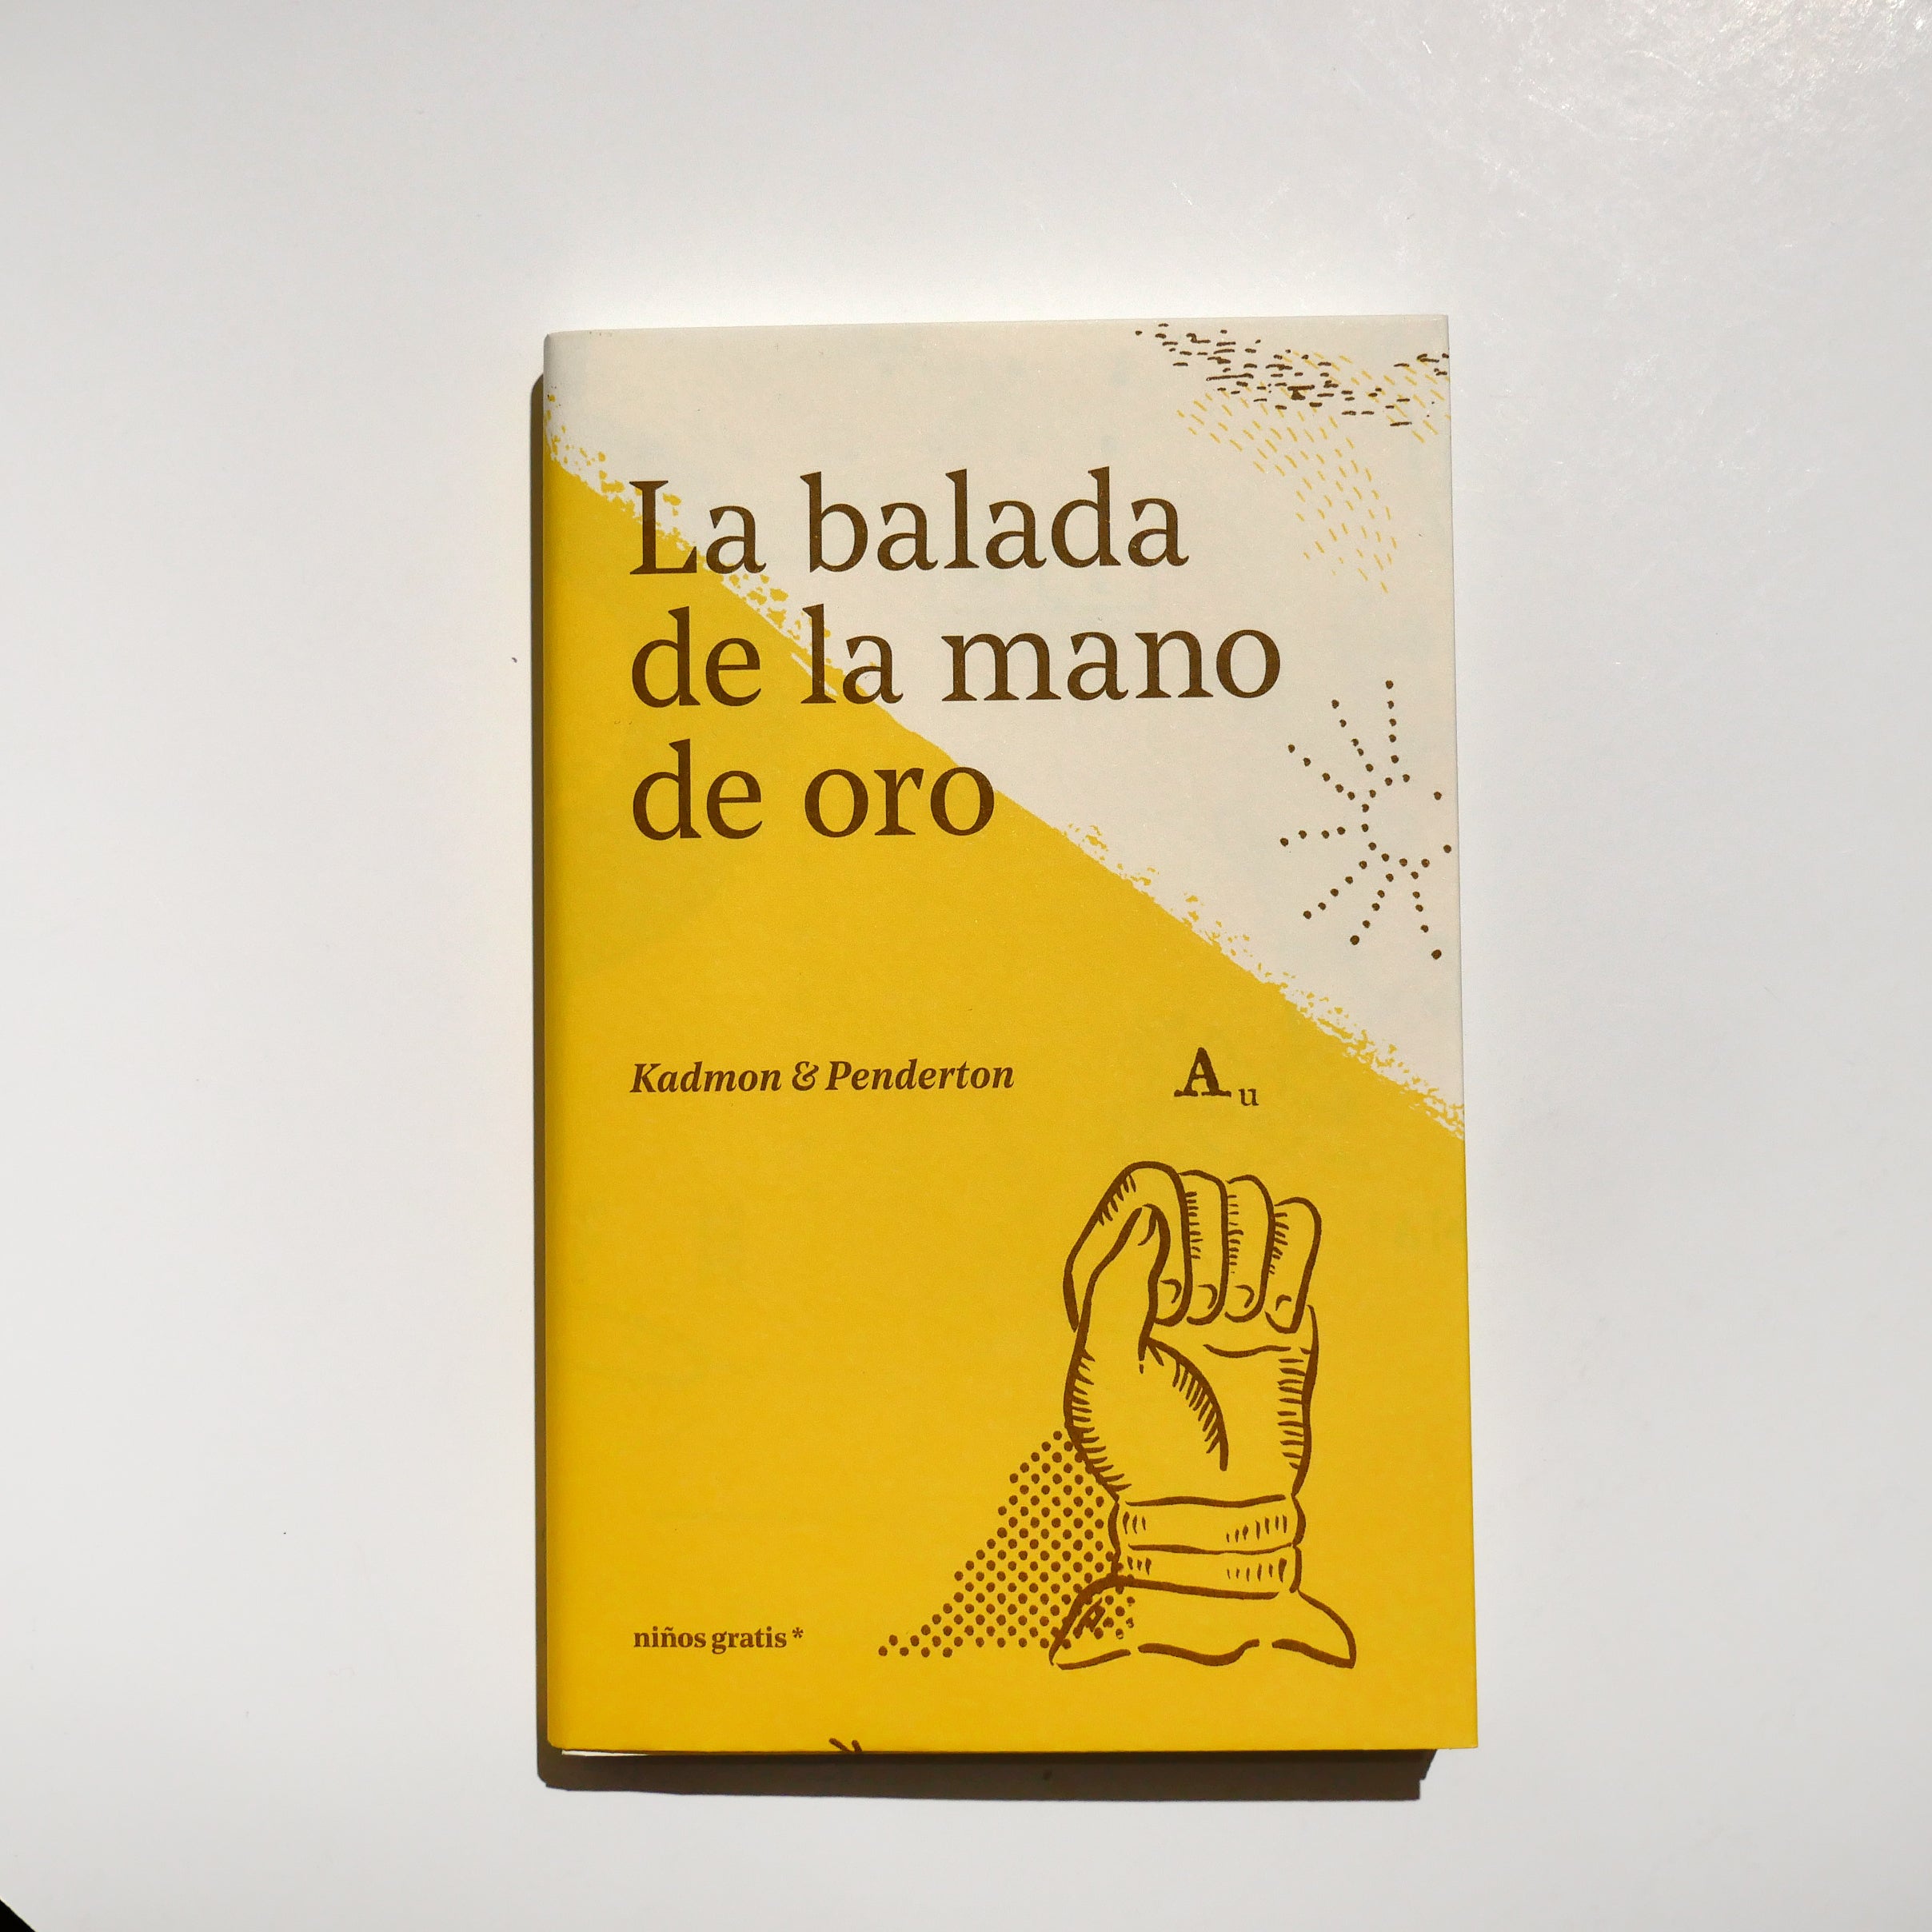 La balada
de la mano
de oro
Kadmon & Penderton
Au
niños gratis*